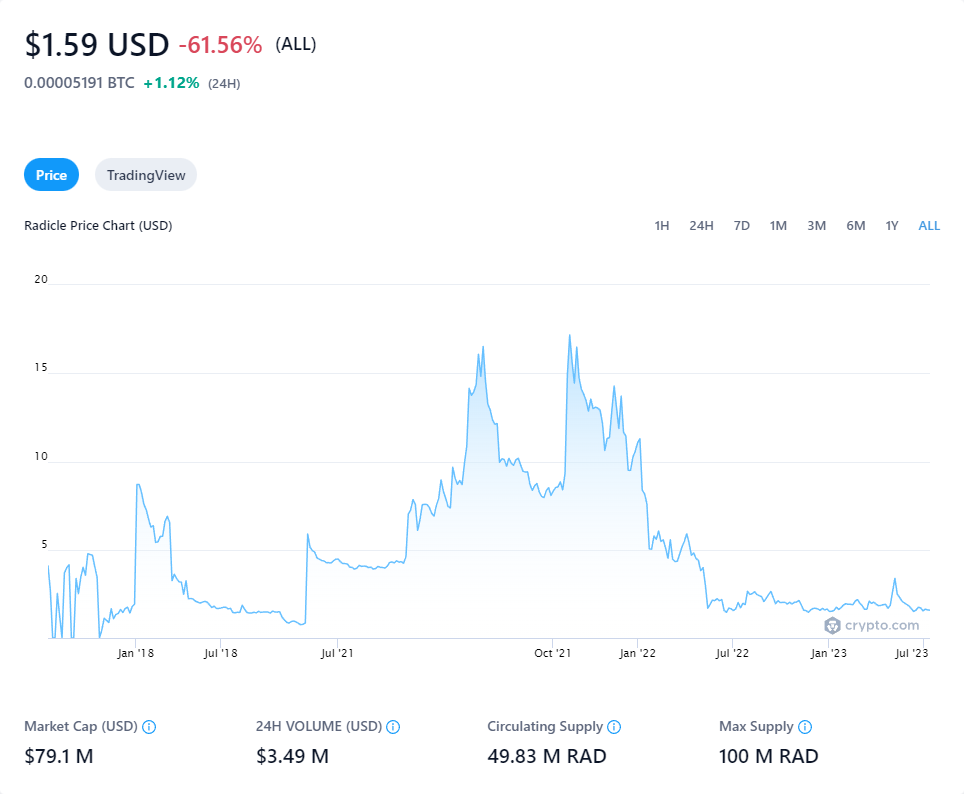 $1.59 USD -61.56% (ALL)
0.00005191 BTC +1.12% (24H)
Price TradingView
Radicle Price Chart (USD) 1H 24H 7D 1M 3M 6M 1Y ALL
20
15
10
5
crypto.com
Jan '18 Jul '18 Jul '21 Oct '21 Jan '22 Jul '22 Jan '23 Jul '23
Market Cap (USD) 24H VOLUME (USD) Circulating Supply Max Supply
$79.1 M $3.49 M 49.83 M RAD 100 M RAD